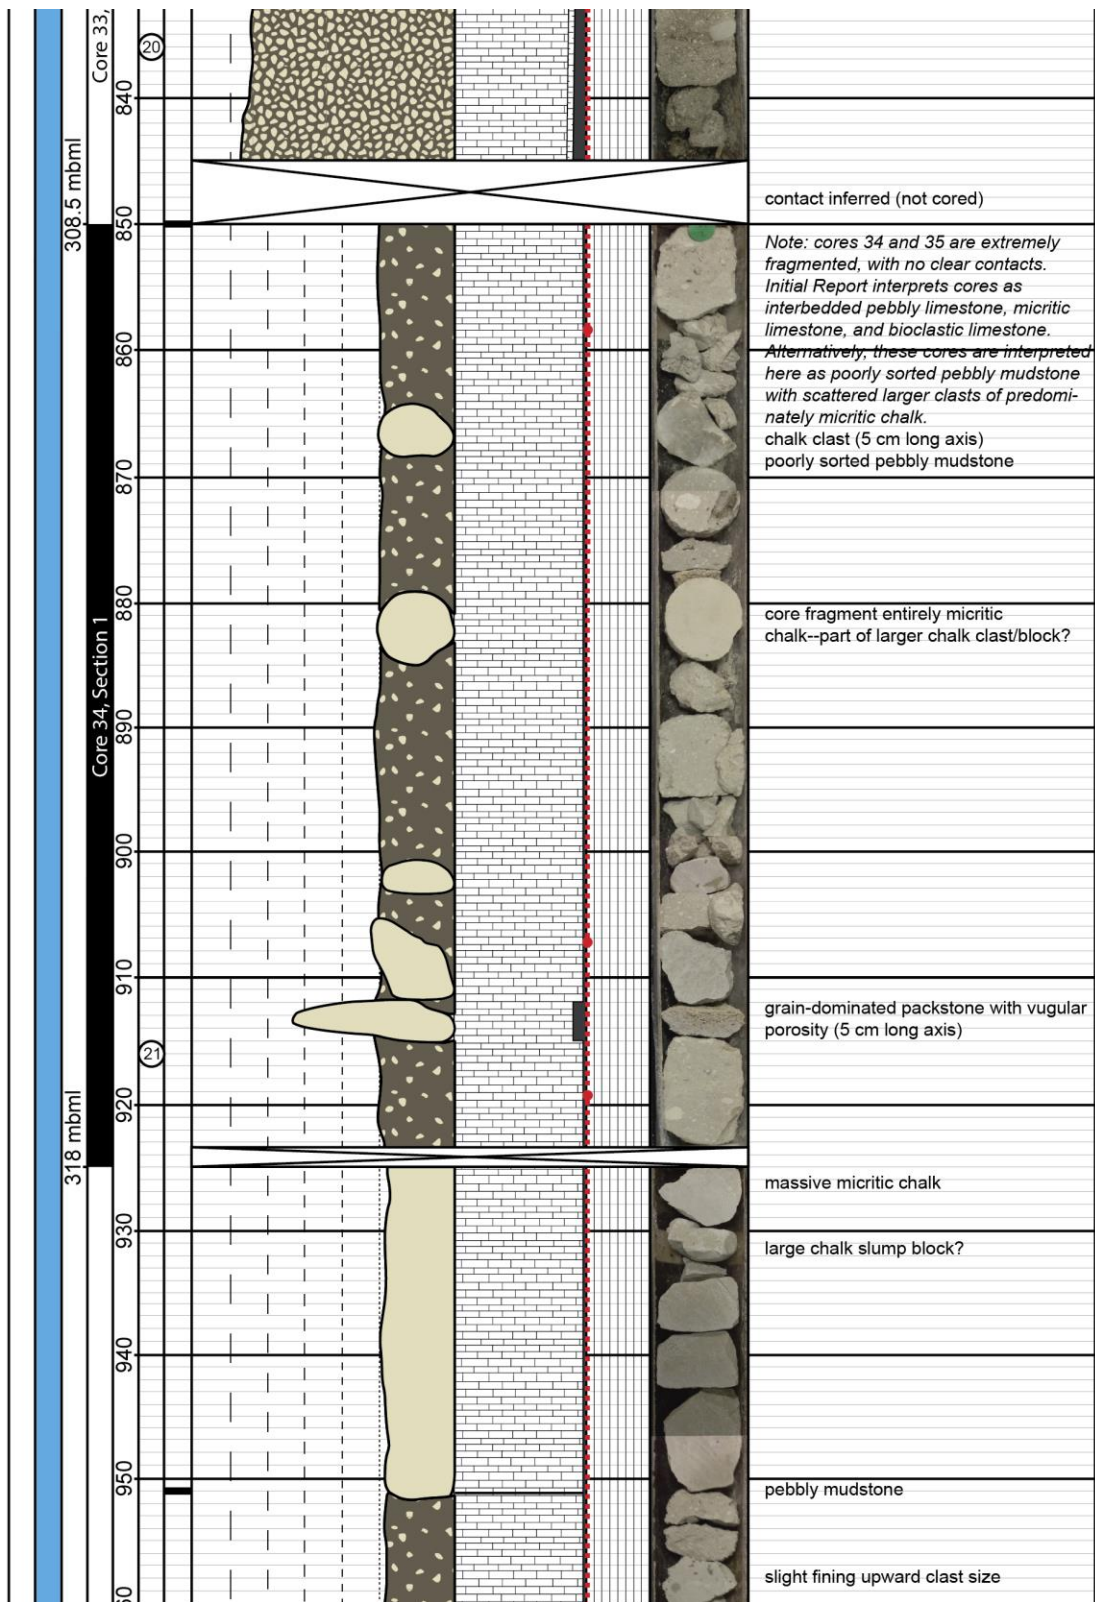 Core 33,
20
840
308.5 mbml
contact inferred (not cored)
850
Note: cores 34 and 35 are extremely
fragmented, with no clear contacts.
Initial Report interprets cores as
interbedded pebbly limestone, micritic
limestone, and bioclastic limestone.
Alternatively, these cores are interpreted
here as poorly sorted pebbly mudstone
with scattered larger clasts of predomi-
nately micritic chalk.
860
chalk clast (5 cm long axis)
poorly sorted pebbly mudstone
870
880
core fragment entirely micritic
chalk--part of larger chalk clast/block?
Core 34, Section 1
890
900
910
grain-dominated packstone with vugular
porosity (5 cm long axis)
21
920
318 mbml
massive micritic chalk
930
large chalk slump block?
940
950
pebbly mudstone
slight fining upward clast size